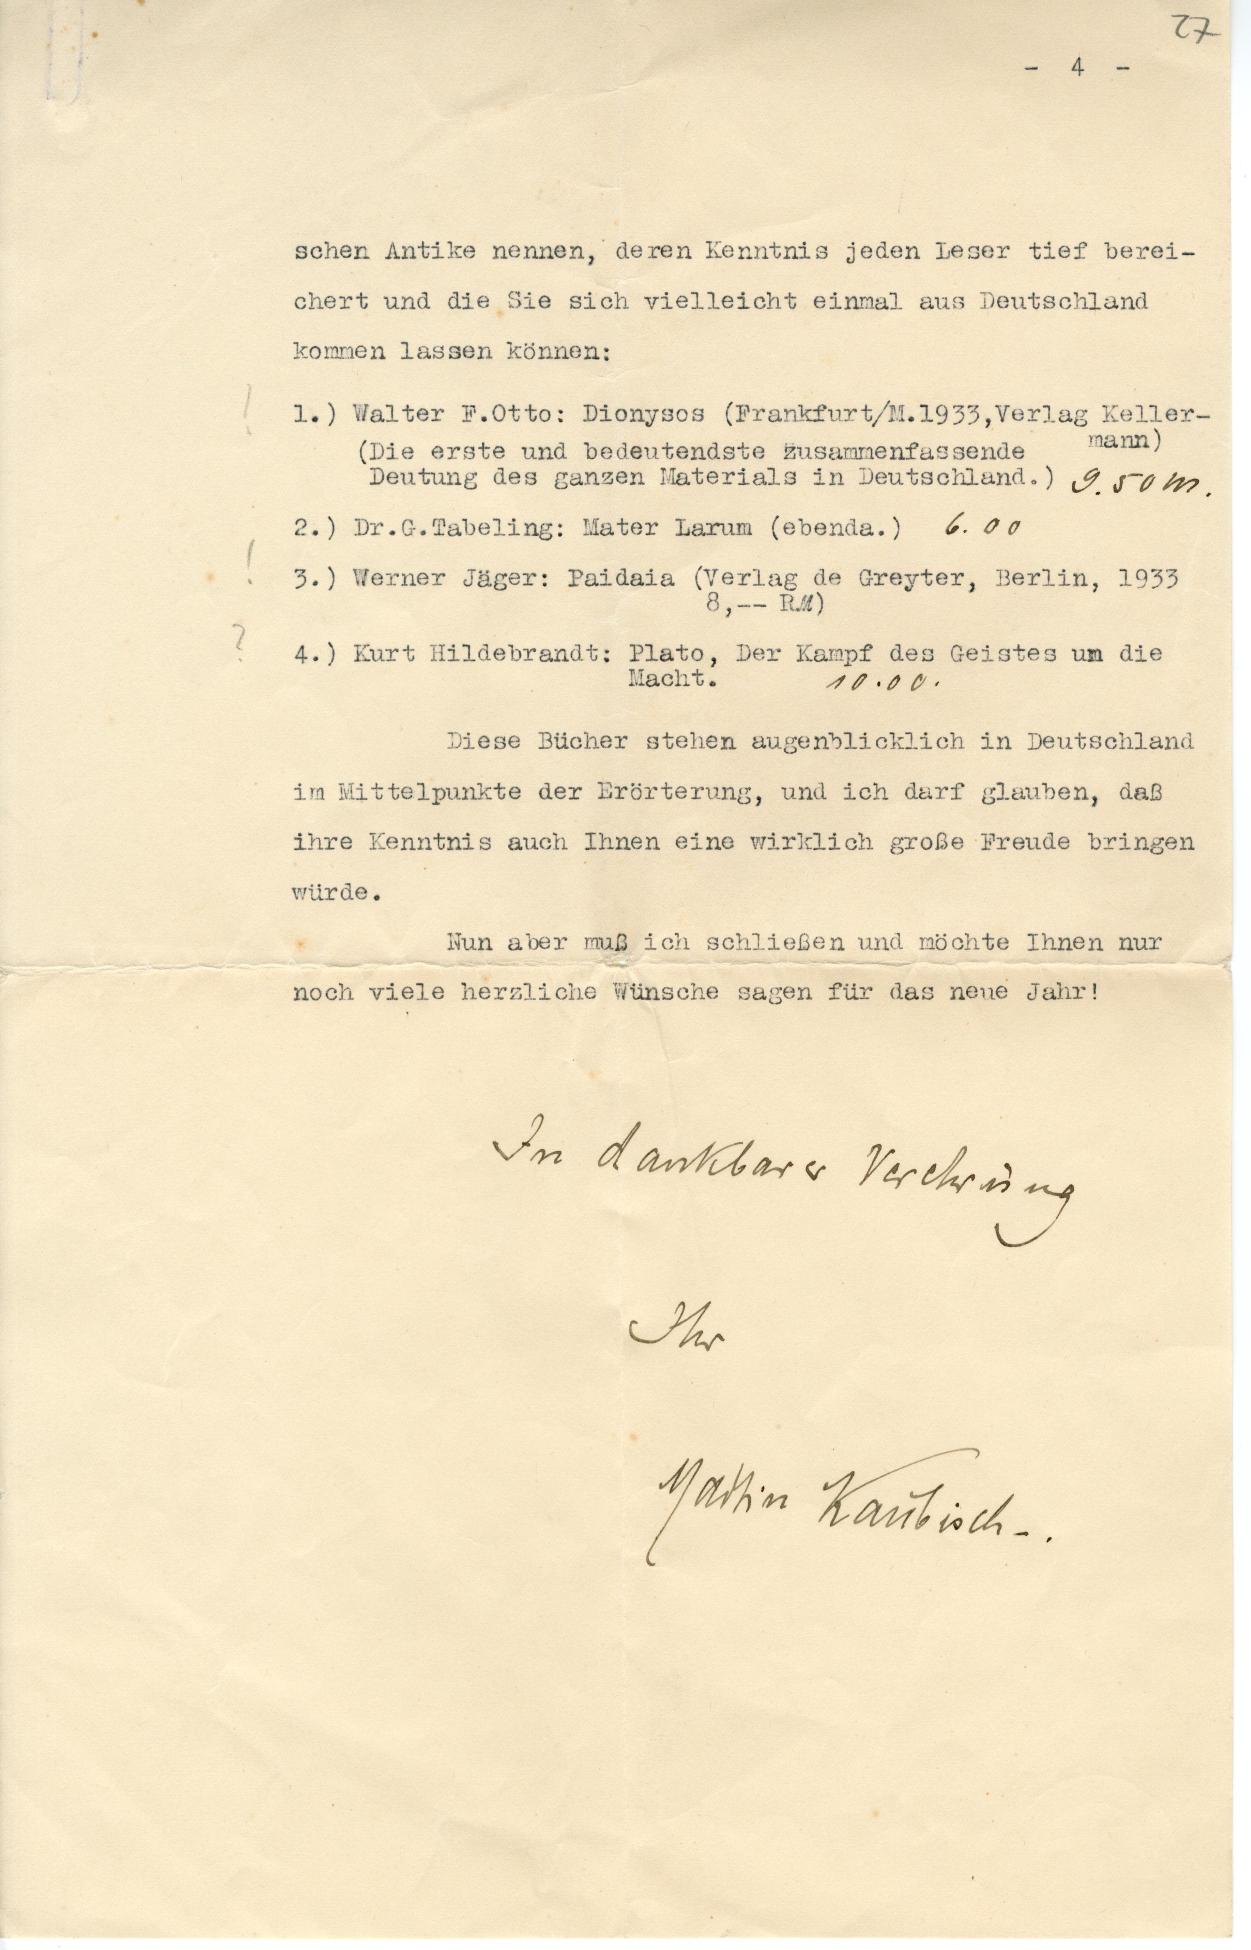 27
- 4 -
schen Antike nennen, deren Kenntnis jeden Leser tief berei-
chert und die Sie sich vielleicht einmal aus Deutschland
kommen lassen können:
! 1.) Walter F.Otto: Dionysos (Frankfurt/M.1933,Verlag Keller-
mann)
(Die erste und bedeutendste zusammenfassende
Deutung des ganzen Materials in Deutschland.) 9.50 M.
2.) Dr.G.Tabeling: Mater Larum (ebenda.) 6.00
! 3.) Werner Jäger: Paidaia (Verlag de Greyter, Berlin, 1933
8,-- RM)
? 4.) Kurt Hildebrandt: Plato, Der Kampf des Geistes um die
Macht. 10.00.
Diese Bücher stehen augenblicklich in Deutschland
im Mittelpunkte der Erörterung, und ich darf glauben, daß
ihre Kenntnis auch Ihnen eine wirklich große Freude bringen
würde.
Nun aber muß ich schließen und möchte Ihnen nur
noch viele herzliche Wünsche sagen für das neue Jahr!
In dankbarer Verehrung
Ihr
Martin Kaubisch-.